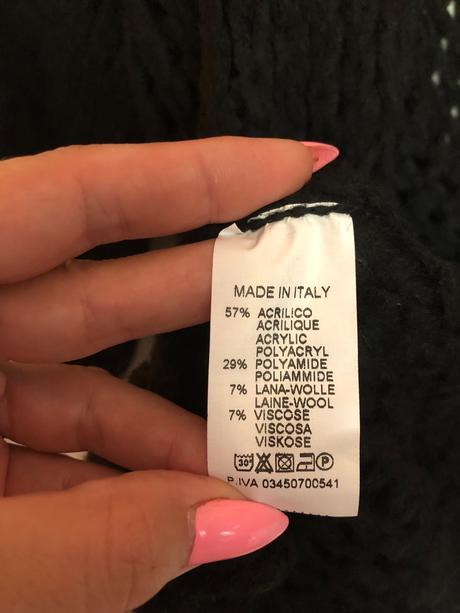 MADE IN ITALY
57% ACRILICO
ACRILIQUE
ACRYLIC
POLYACRYL
29% POLYAMIDE
POLIAMMIDE
7% LANA-WOLLE
LAINE-WOOL
7% VISCOSE
VISCOSA
VISKOSE
30° P
P.IVA 03450700541